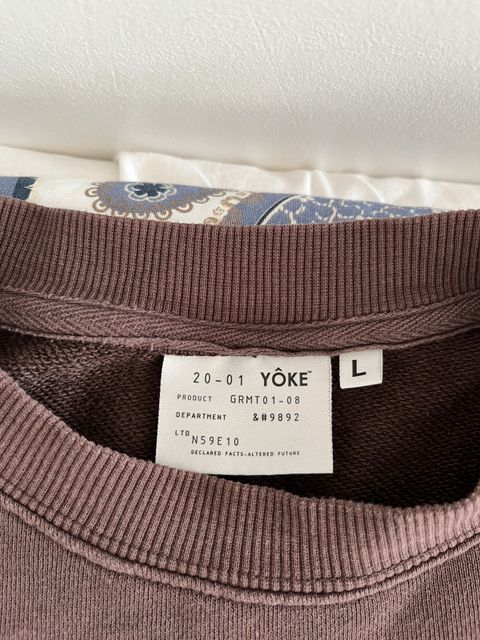 20-01 YÔKE™
PRODUCT GRMT01-08
DEPARTMENT &#9892
LTD N59E10
DECLARED FACTS-ALTERED FUTURE
L